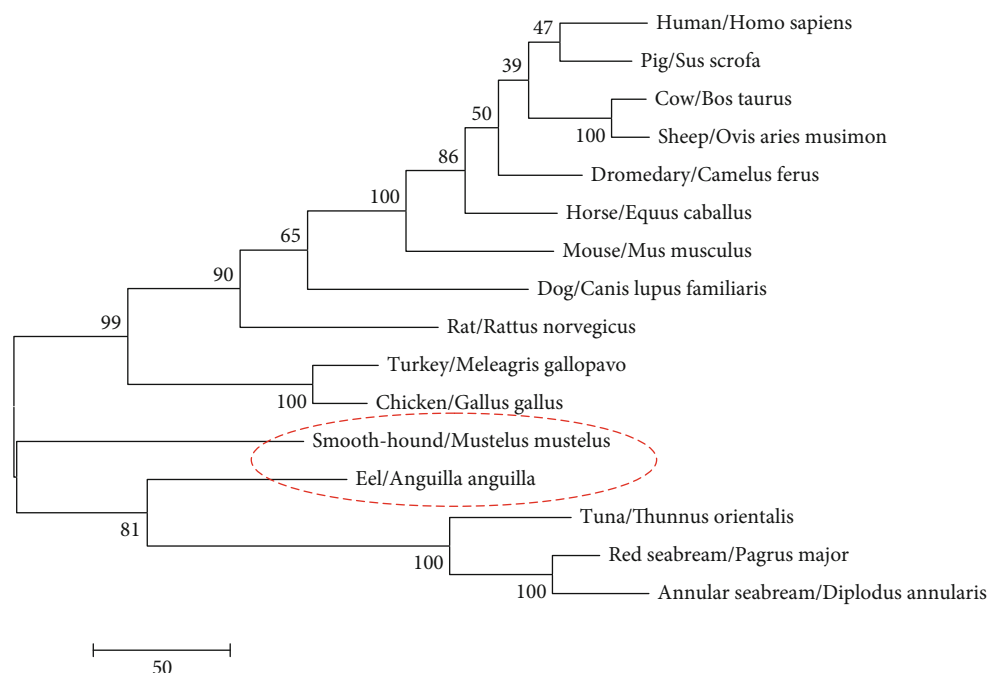 Human/Homo sapiens
47
Pig/Sus scrofa
39
Cow/Bos taurus
50
100
Sheep/Ovis aries musimon
86
Dromedary/Camelus ferus
100
Horse/Equus caballus
65
Mouse/Mus musculus
90
Dog/Canis lupus familiaris
99
Rat/Rattus norvegicus
Turkey/Meleagris gallopavo
100
Chicken/Gallus gallus
Smooth-hound/Mustelus mustelus
Eel/Anguilla anguilla
81
Tuna/Thunnus orientalis
100
Red seabream/Pagrus major
100
Annular seabream/Diplodus annularis
50